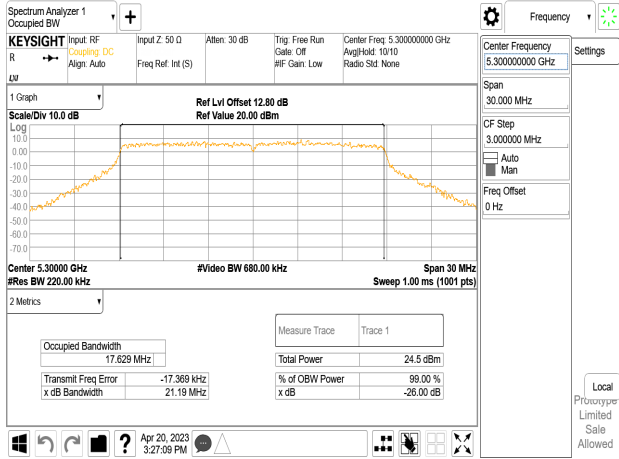 Spectrum Analyzer 1
Occupied BW
Frequency
KEYSIGHT
R
Input: RF
Coupling: DC
Align: Auto
Input Z: 50 Ω
Freq Ref: Int (S)
Atten: 30 dB
Trig: Free Run
Gate: Off
#IF Gain: Low
Center Freq: 5.300000000 GHz
Avg|Hold: 10/10
Radio Std: None
LXI
Center Frequency
5.300000000 GHz
Settings
Span
30.000 MHz
CF Step
3.000000 MHz
Auto
Man
Freq Offset
0 Hz
1 Graph
Scale/Div 10.0 dB
Ref Lvl Offset 12.80 dB
Ref Value 20.00 dBm
Log
10.0
0.00
-10.0
-20.0
-30.0
-40.0
-50.0
-60.0
-70.0
Center 5.30000 GHz
#Video BW 680.00 kHz
Span 30 MHz
#Res BW 220.00 kHz
Sweep 1.00 ms (1001 pts)
2 Metrics
Measure Trace
Trace 1
Occupied Bandwidth
17.629 MHz
Total Power
24.5 dBm
Transmit Freq Error
-17.369 kHz
% of OBW Power
99.00 %
x dB Bandwidth
21.19 MHz
x dB
-26.00 dB
Local
Prototype
Limited
Sale
Allowed
?
Apr 20, 2023
3:27:09 PM